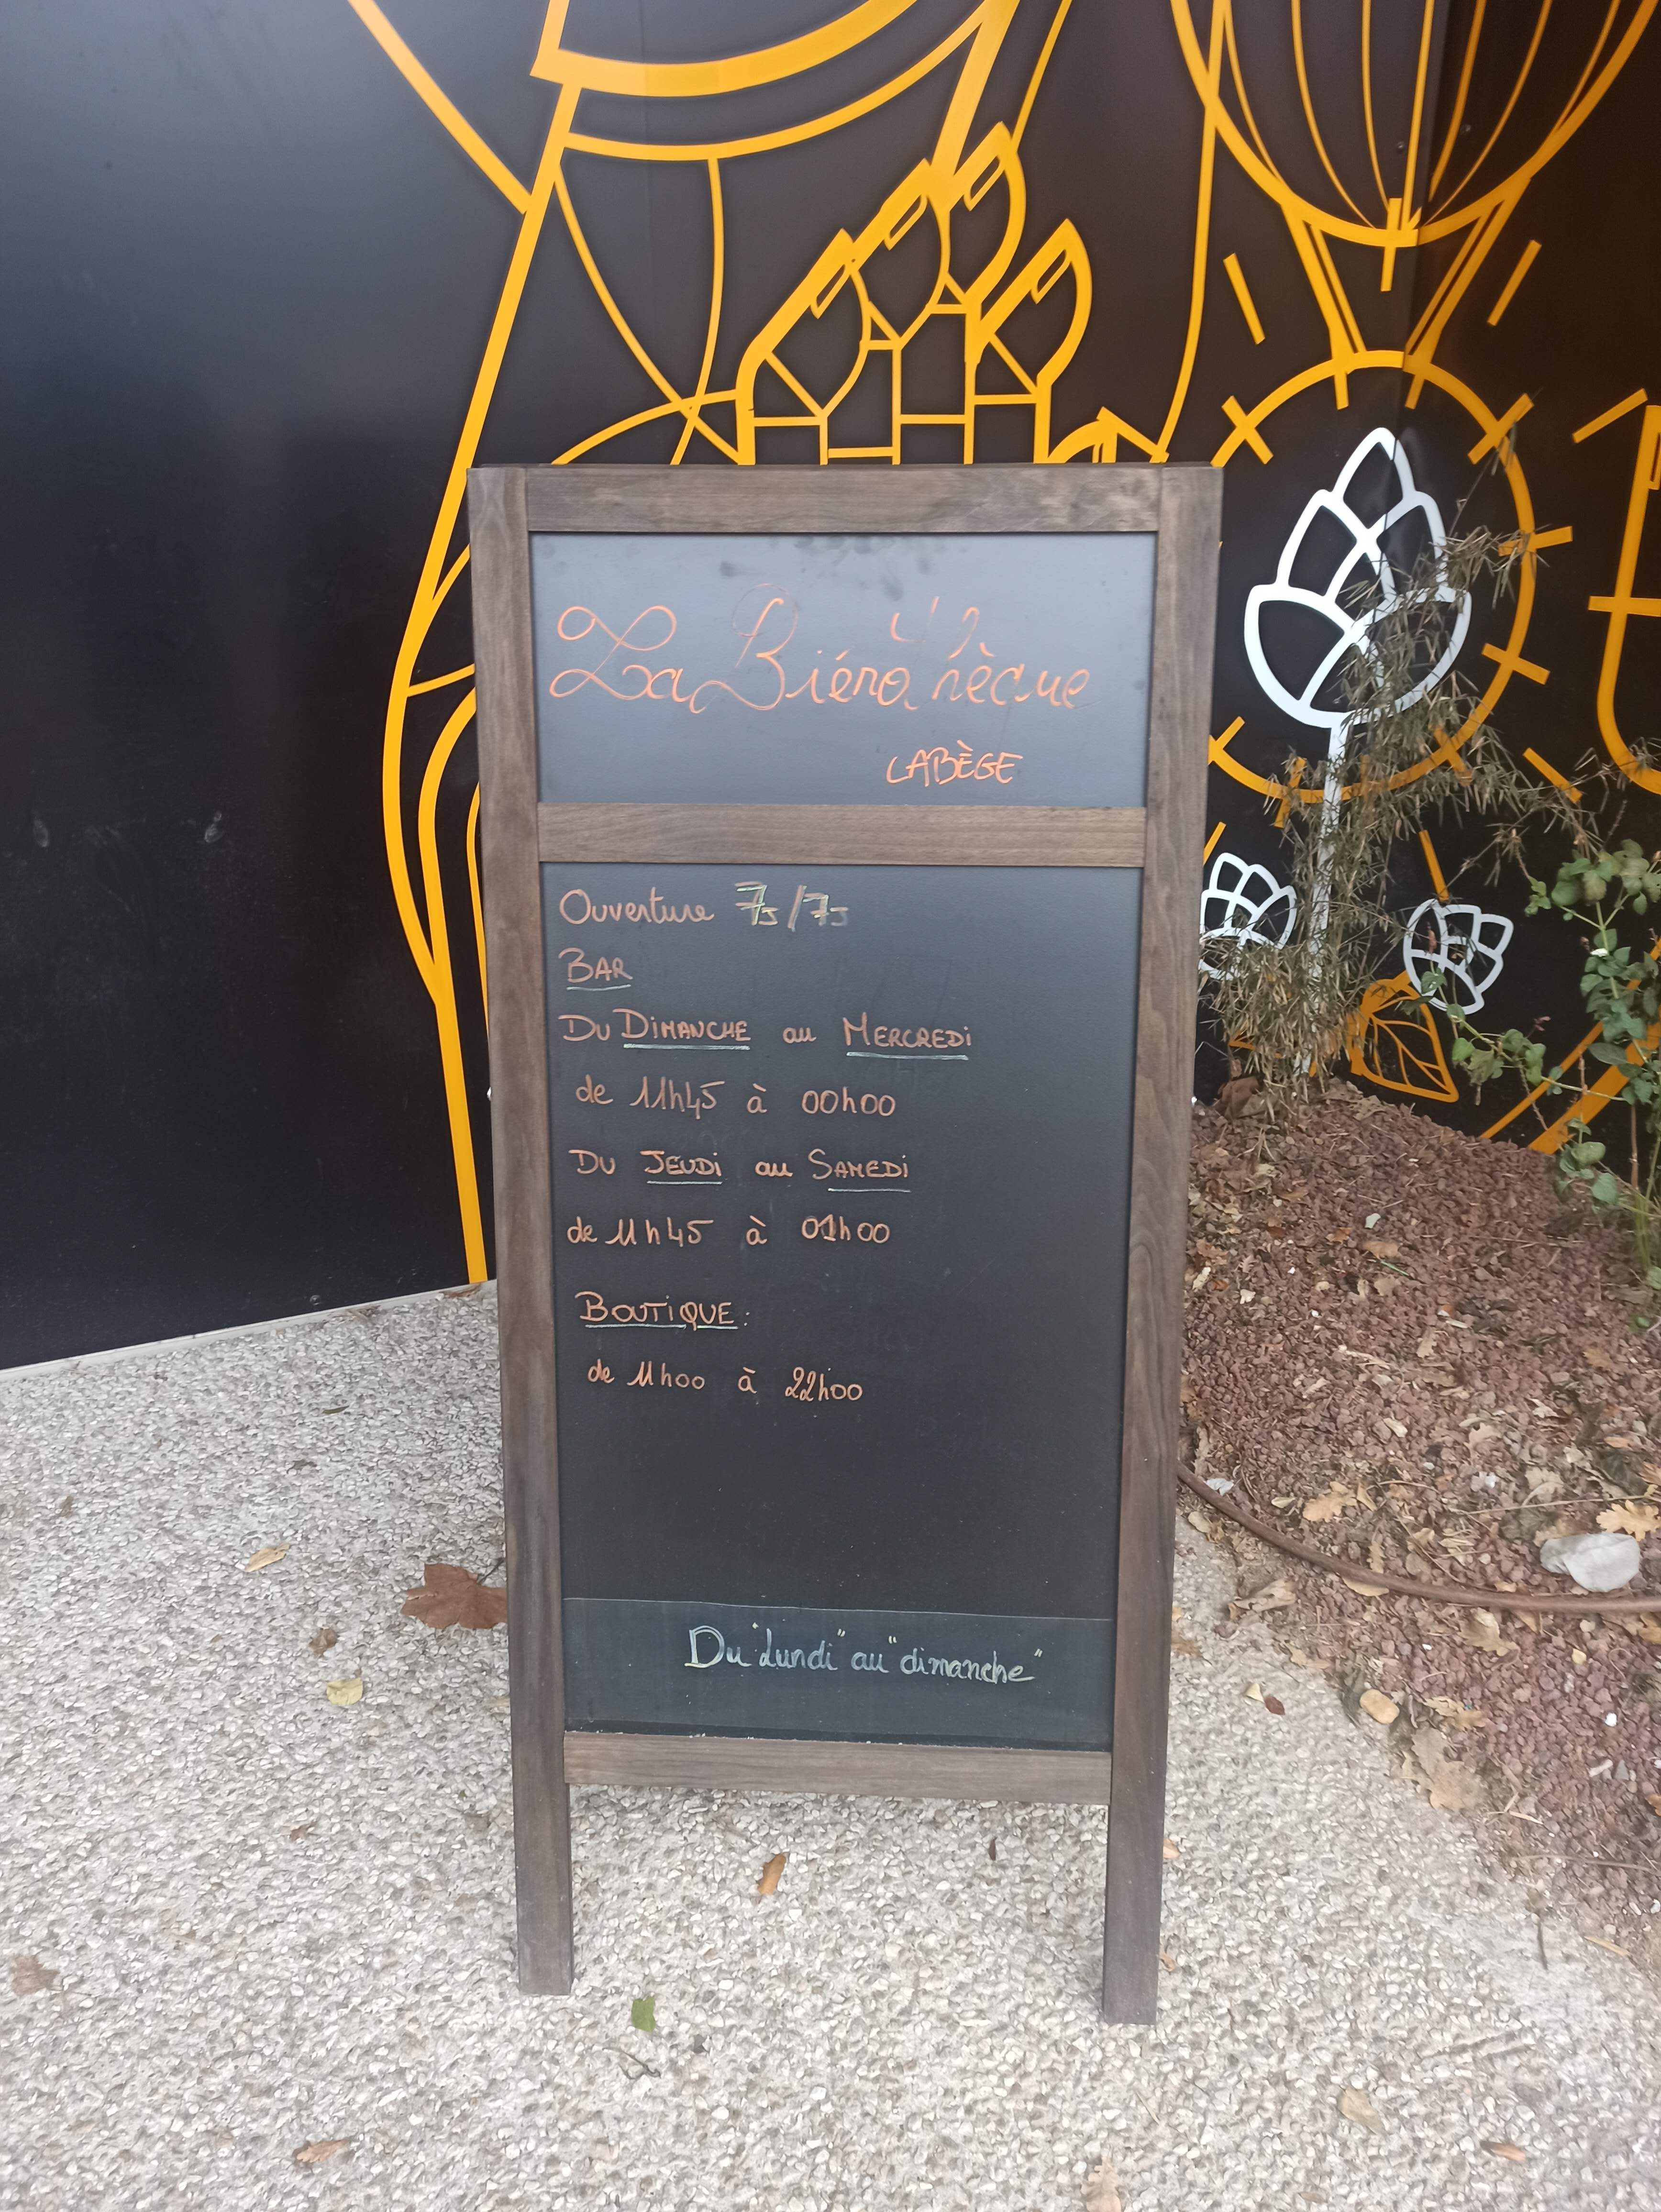 La Biérothèque
LABÈGE
Ouverture 7J/7J
BAR
DU DIMANCHE au MERCREDi
de 11h45 à 00h00
DU JEUDi au SAMEDi
de 11h45 à 01h00
BOUTiQUE:
de 11h00 à 22h00
Du "Lundi" au "dimanche"